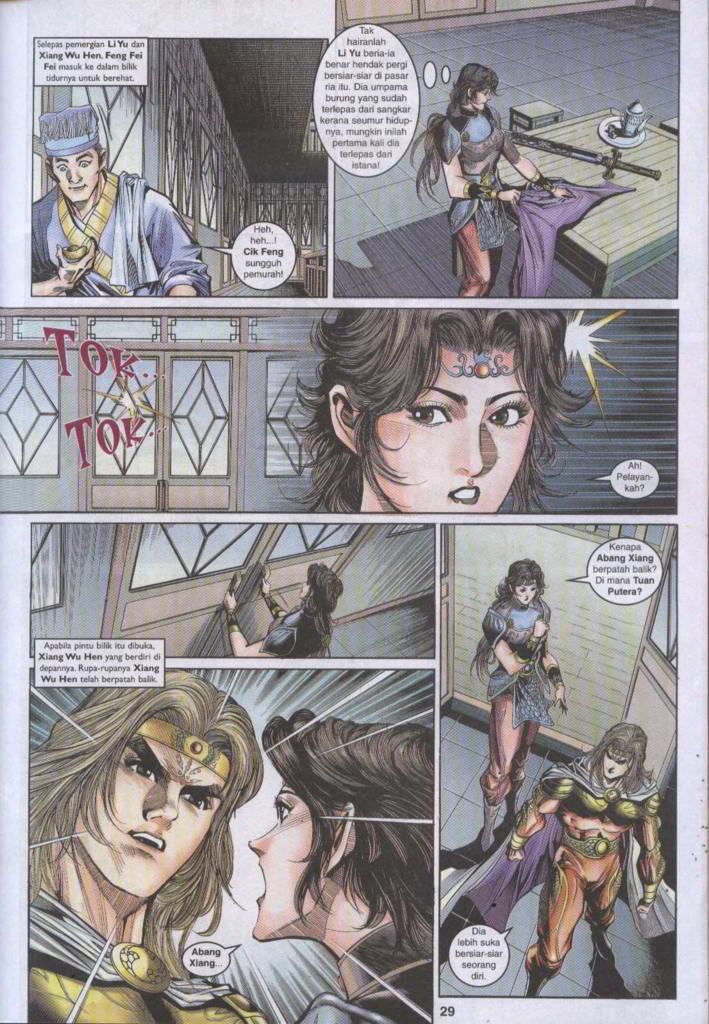 Selepas pemergian Li Yu dan
Xiang Wu Hen, Feng Fei
Fei masuk ke dalam bilik
tidurnya untuk berehat.
Heh,
heh...!
Cik Feng
sungguh
pemurah!
Tak
hairanlah
Li Yu beria-ia
benar hendak pergi
bersiar-siar di pasar
ria itu. Dia umpama
burung yang sudah
terlepas dari sangkar
kerana seumur hidup-
nya, mungkin inilah
pertama kali dia
terlepas dari
istana!
TOK...
TOK...
Ah!
Pelayan-
kah?
Apabila pintu bilik itu dibuka,
Xiang Wu Hen yang berdiri di
depannya. Rupa-rupanya Xiang
Wu Hen telah berpatah balik.
Abang
Xiang...
Kenapa
Abang Xiang
berpatah balik?
Di mana Tuan
Putera?
Dia
lebih suka
bersiar-siar
seorang
diri.
29